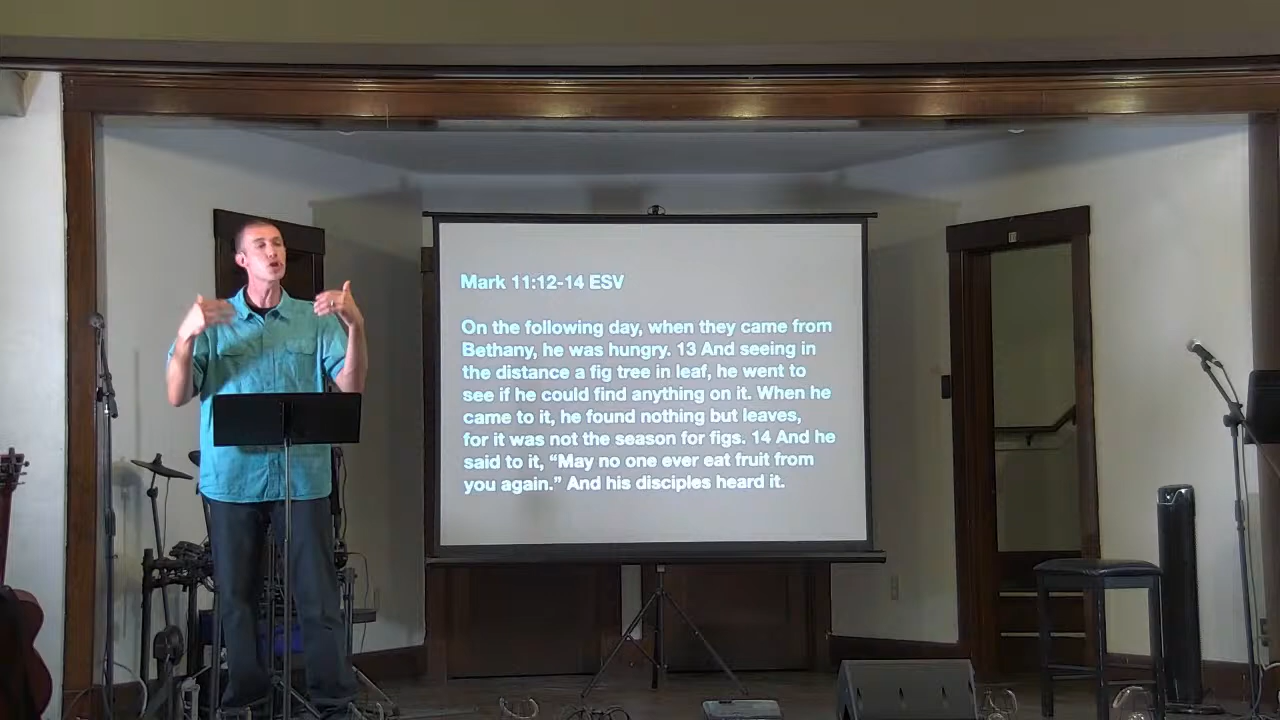 Mark 11:12-14 ESV
On the following day, when they came from
Bethany, he was hungry. 13 And seeing in
the distance a fig tree in leaf, he went to
see if he could find anything on it. When he
came to it, he found nothing but leaves,
for it was not the season for figs. 14 And he
said to it, “May no one ever eat fruit from
you again.” And his disciples heard it.